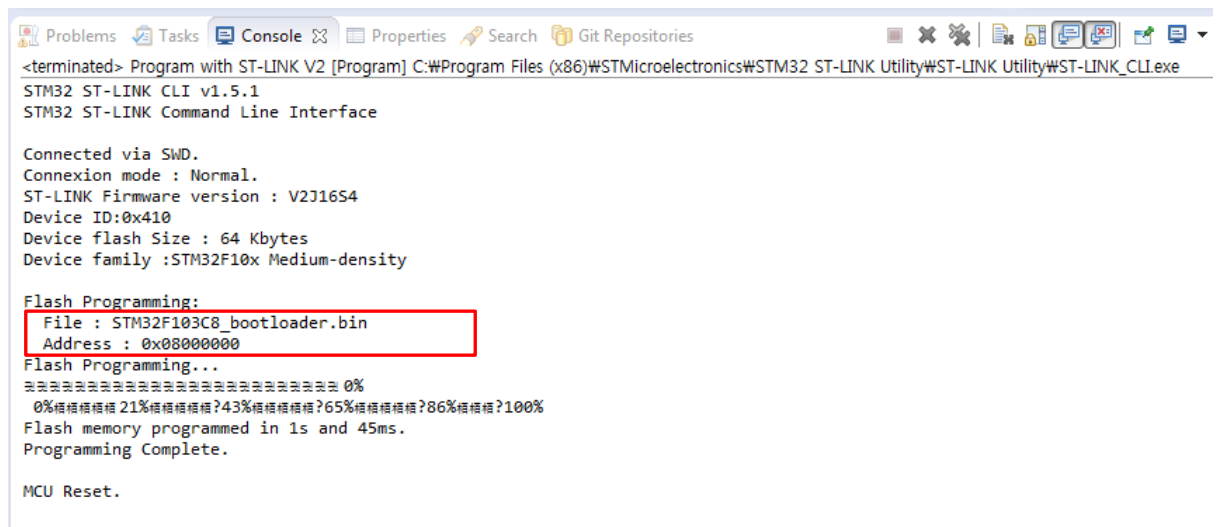 Problems Tasks Console Properties Search Git Repositories
<terminated> Program with ST-LINK V2 [Program] C:₩Program Files (x86)₩STMicroelectronics₩STM32 ST-LINK Utility₩ST-LINK Utility₩ST-LINK_CLI.exe
STM32 ST-LINK CLI v1.5.1
STM32 ST-LINK Command Line Interface
Connected via SWD.
Connexion mode : Normal.
ST-LINK Firmware version : V2J16S4
Device ID:0x410
Device flash Size : 64 Kbytes
Device family :STM32F10x Medium-density
Flash Programming:
File : STM32F103C8_bootloader.bin
Address : 0x08000000
Flash Programming...
0%
0% 21% ?43% ?65% ?86% ?100%
Flash memory programmed in 1s and 45ms.
Programming Complete.
MCU Reset.